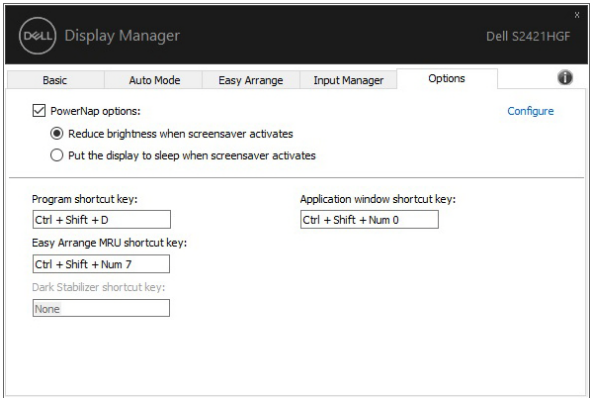 x
DELL Display Manager
Dell S2421HGF
Basic Auto Mode Easy Arrange Input Manager Options i
PowerNap options: Configure
Reduce brightness when screensaver activates
Put the display to sleep when screensaver activates
Program shortcut key: Application window shortcut key:
Ctrl + Shift + D Ctrl + Shift + Num 0
Easy Arrange MRU shortcut key:
Ctrl + Shift + Num 7
Dark Stabilizer shortcut key:
None